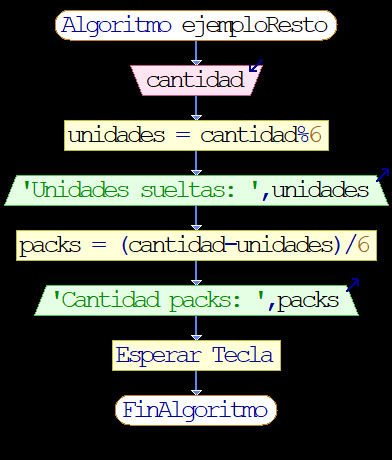 Algoritmo ejemploResto
cantidad
unidades = cantidad%6
'Unidades sueltas: ',unidades
packs = (cantidad-unidades)/6
'Cantidad packs: ',packs
Esperar Tecla
FinAlgoritmo